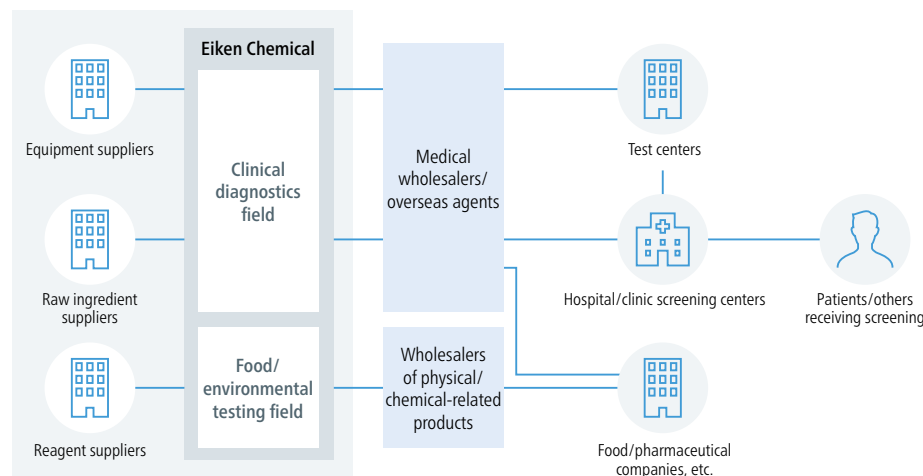 Eiken Chemical
Equipment suppliers
Raw ingredient
suppliers
Reagent suppliers
Clinical
diagnostics
field
Food/
environmental
testing field
Medical
wholesalers/
overseas agents
Wholesalers
of physical/
chemical-related
products
Test centers
Hospital/clinic screening centers
Patients/others
receiving screening
Food/pharmaceutical
companies, etc.